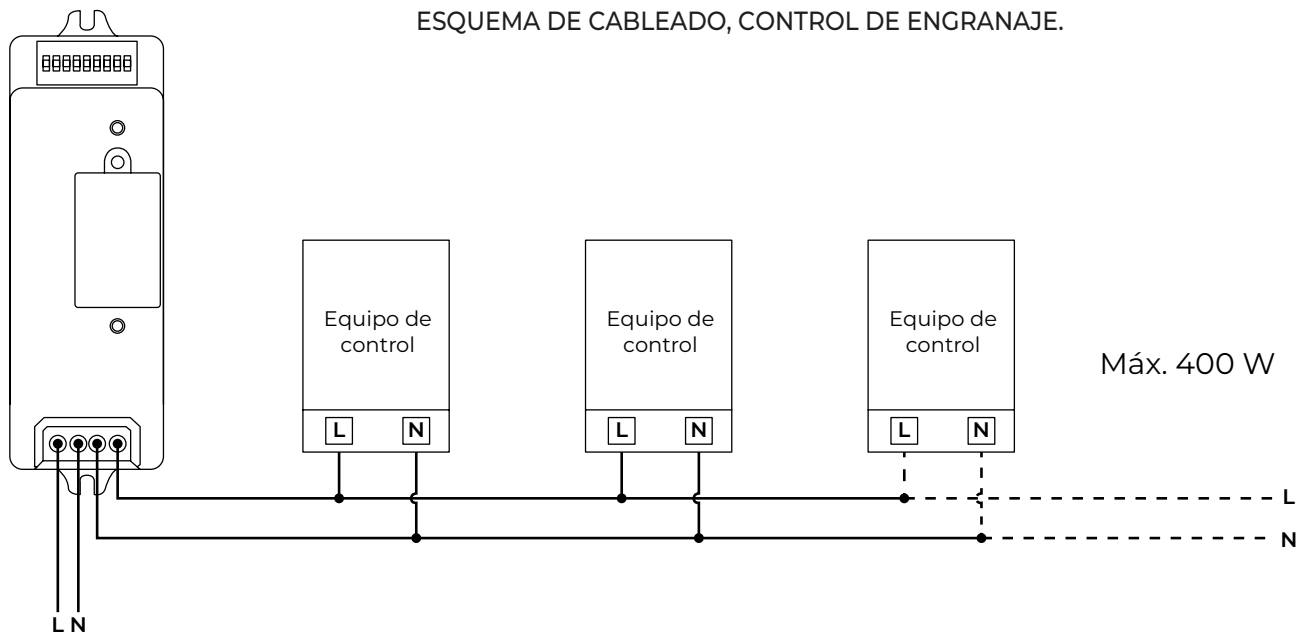 ESQUEMA DE CABLEADO, CONTROL DE ENGRANAJE.
Equipo de
control
Equipo de
control
Equipo de
control
Máx. 400 W
L N
L N
L N
L
N
L N